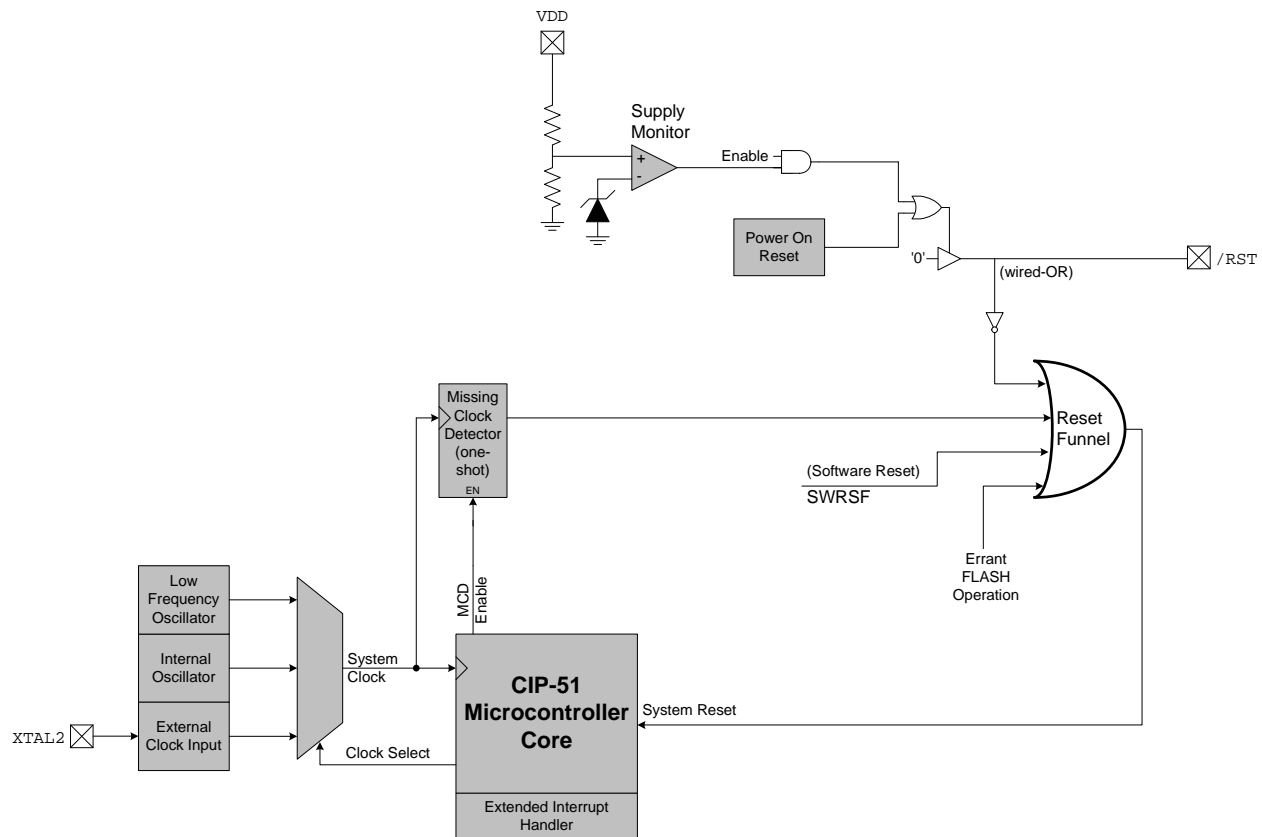 VDD
Supply
Monitor
+
-
Enable
Power On
Reset
'0'
(wired-OR)
/RST
Missing
Clock
Detector
(one-
shot)
EN
Reset
Funnel
(Software Reset)
SWRSF
Errant
FLASH
Operation
MCD
Enable
Low
Frequency
Oscillator
Internal
Oscillator
External
Clock Input
XTAL2
System
Clock
Clock Select
CIP-51
Microcontroller
Core
System Reset
Extended Interrupt
Handler